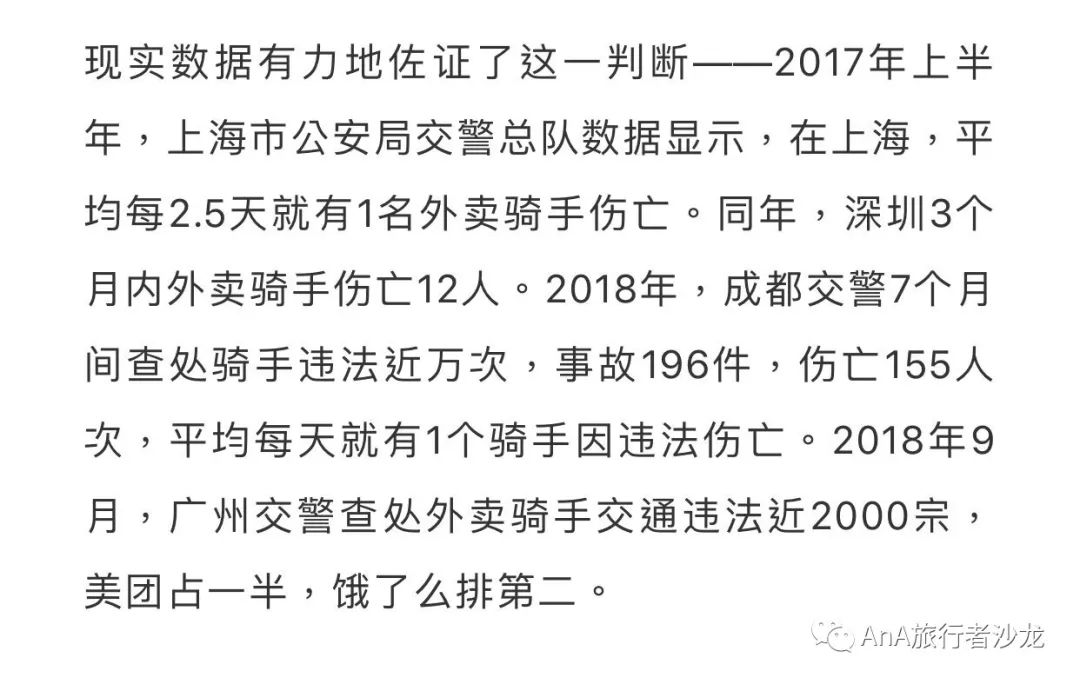 现实数据有力地佐证了这一判断——2017年上半
年，上海市公安局交警总队数据显示，在上海，平
均每2.5天就有1名外卖骑手伤亡。同年，深圳3个
月内外卖骑手伤亡12人。2018年，成都交警7个月
间查处骑手违法近万次，事故196件，伤亡155人
次，平均每天就有1个骑手因违法伤亡。2018年9
月，广州交警查处外卖骑手交通违法近2000宗，
美团占一半，饿了么排第二。
AnA旅行者沙龙